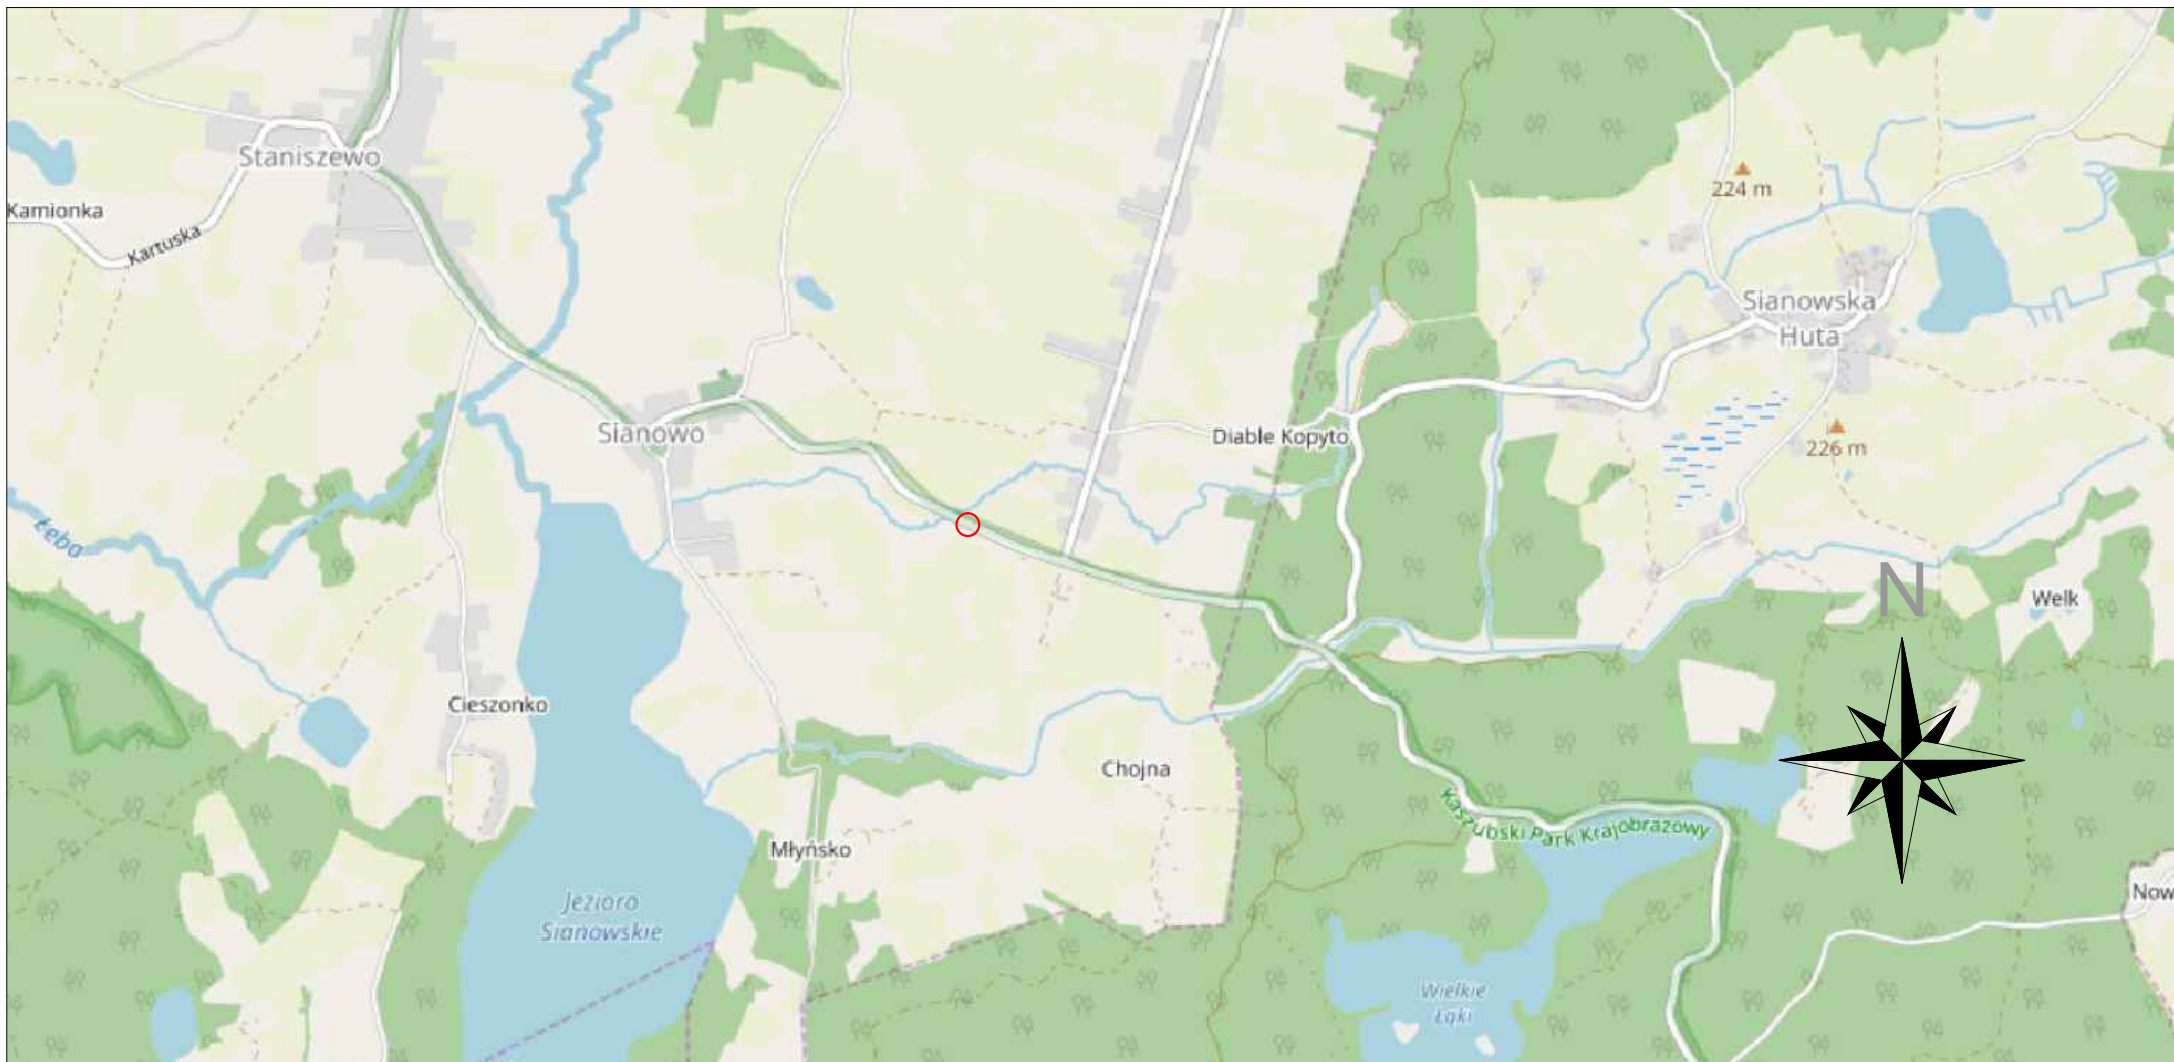 Staniszewo
224 m
Kamionka
Kartuska
Sianowska
Huta
Sianowo
Diable Kopyto
226 m
Łeba
N
Welk
Cieszonko
Chojna
Kaszubski Park Krajobrazowy
Młyńsko
Jezioro
Sianowskie
Now
Wielkie
Łąki